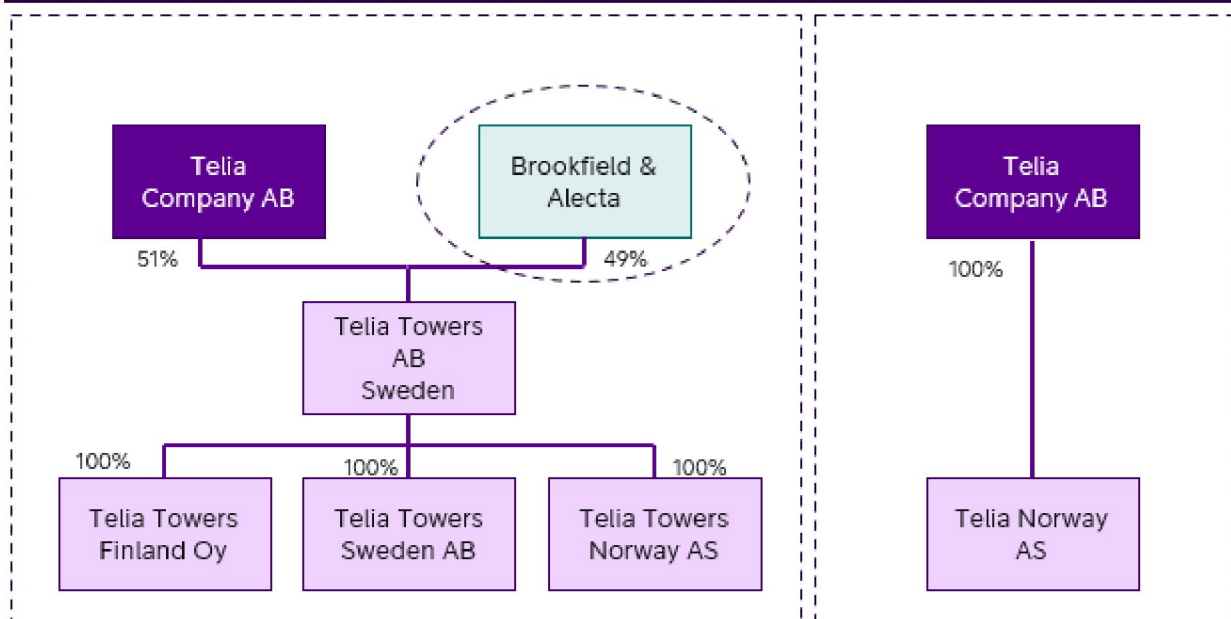 Telia
Company AB
Brookfield &
Alecta
Telia
Company AB
51%
49%
100%
Telia Towers
AB
Sweden
100%
100%
100%
Telia Towers
Finland Oy
Telia Towers
Sweden AB
Telia Towers
Norway AS
Telia Norway
AS